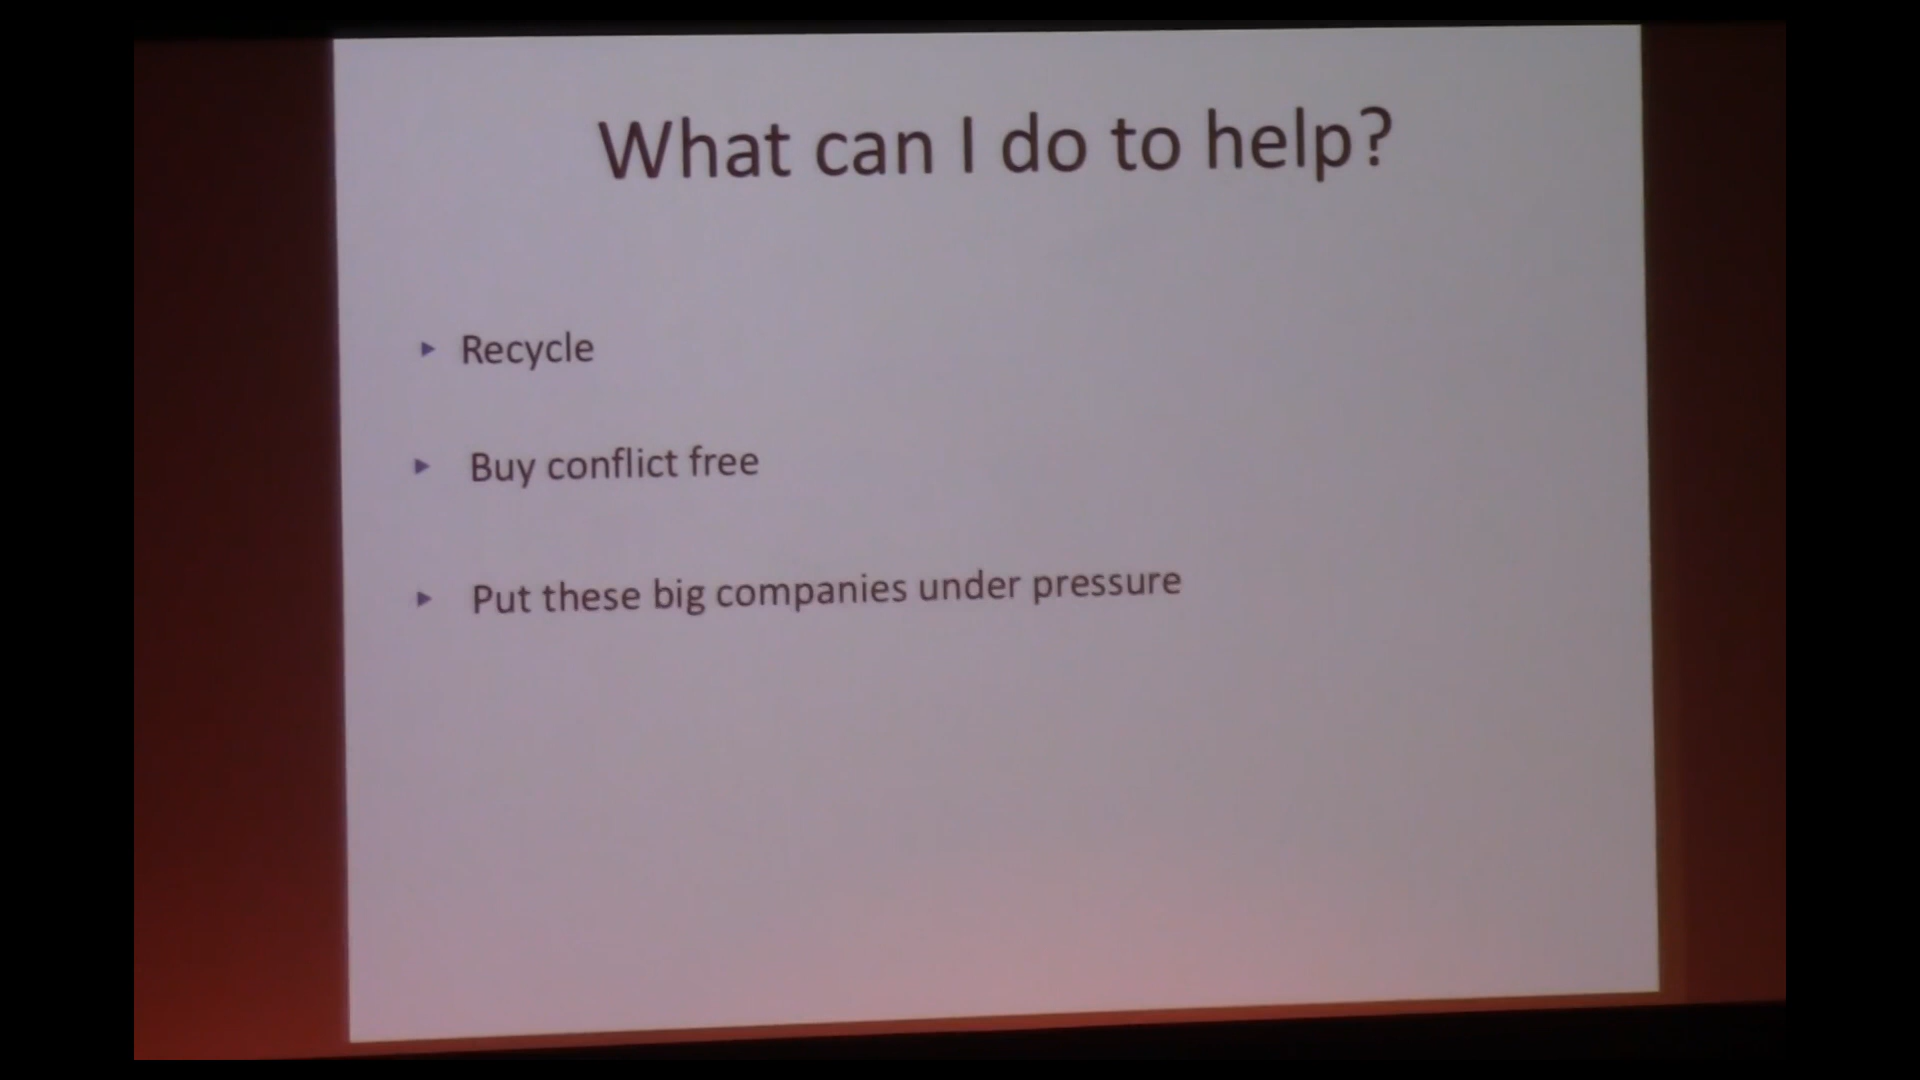 What can I do to help?
Recycle
Buy conflict free
Put these big companies under pressure